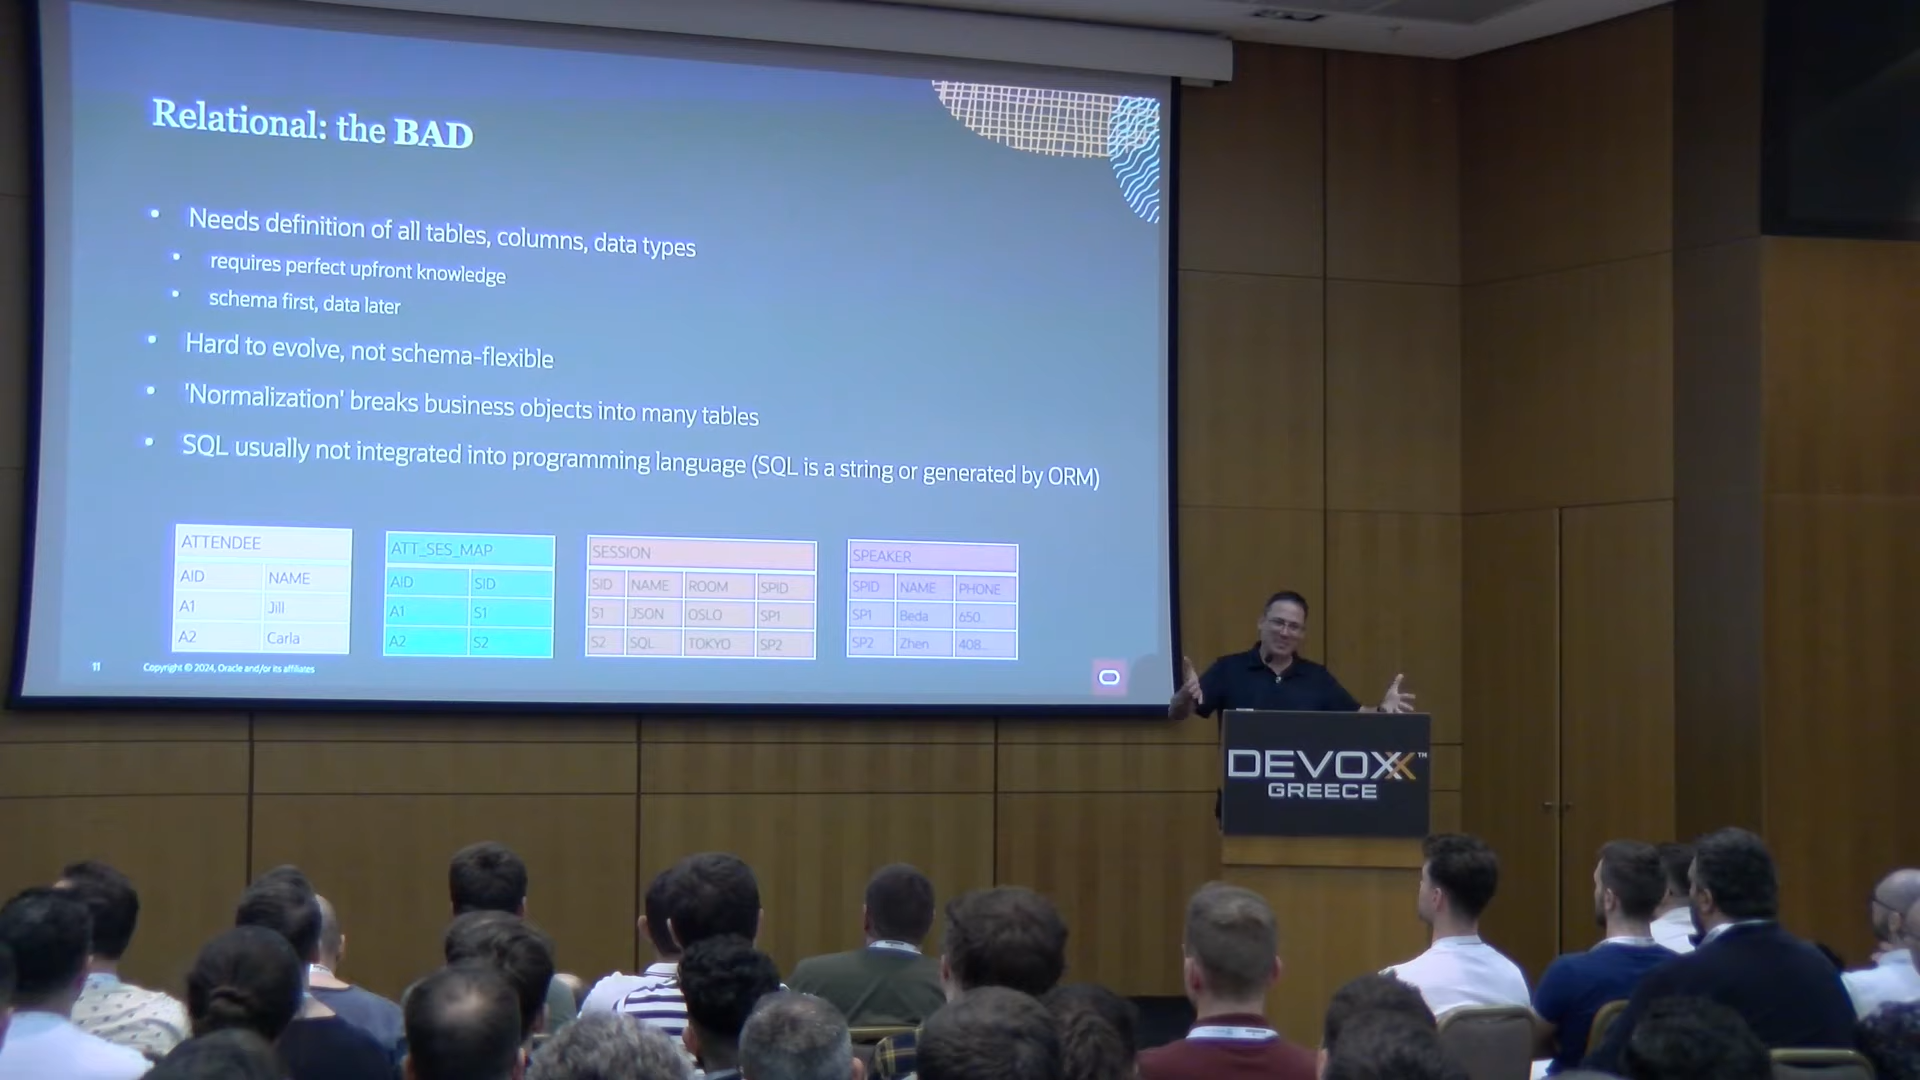 Relational: the BAD
• Needs definition of all tables, columns, data types
• requires perfect upfront knowledge
• schema first, data later
• Hard to evolve, not schema-flexible
• 'Normalization' breaks business objects into many tables
• SQL usually not integrated into programming language (SQL is a string or generated by ORM)
ATTENDEE
AID NAME
A1 Jill
A2 Carla
ATT_SES_MAP
AID SID
A1 S1
A2 S2
SESSION
SID NAME ROOM SPID
S1 JSON OSLO SP1
S2 SQL TOKYO SP2
SPEAKER
SPID NAME PHONE
SP1 Beda 650..
SP2 Zhen 408...
11 Copyright © 2024, Oracle and/or its affiliates
DEVOXX™
GREECE